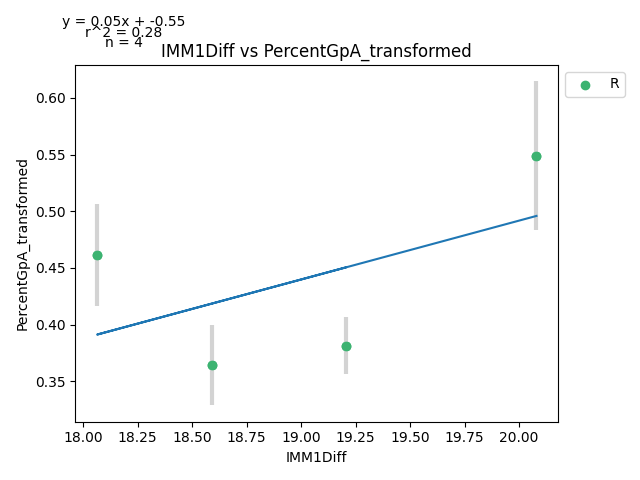 y = 0.05x + -0.55
r^2 = 0.28
n = 4
IMM1Diff vs PercentGpA_transformed
R
PercentGpA_transformed
0.60
0.55
0.50
0.45
0.40
0.35
18.00 18.25 18.50 18.75 19.00 19.25 19.50 19.75 20.00
IMM1Diff